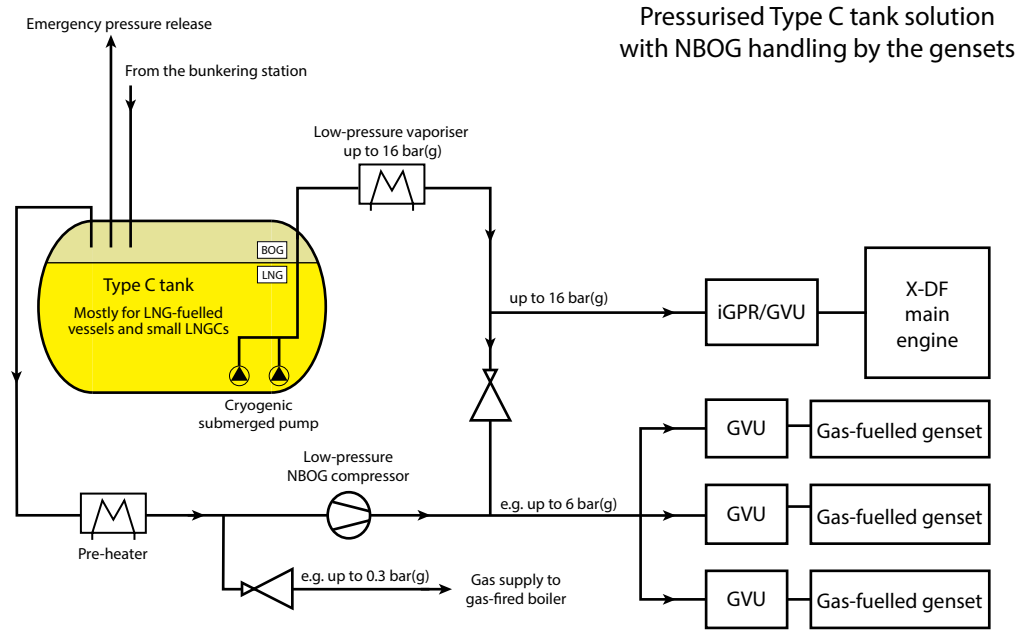 Pressurised Type C tank solution
with NBOG handling by the gensets
Emergency pressure release
From the bunkering station
Low-pressure vaporiser
up to 16 bar(g)
BOG
LNG
Type C tank
Mostly for LNG-fuelled
vessels and small LNGCs
Cryogenic
submerged pump
up to 16 bar(g)
iGPR/GVU
X-DF
main
engine
GVU
Gas-fuelled genset
Low-pressure
NBOG compressor
e.g. up to 6 bar(g)
GVU
Gas-fuelled genset
Pre-heater
e.g. up to 0.3 bar(g)
Gas supply to
gas-fired boiler
GVU
Gas-fuelled genset